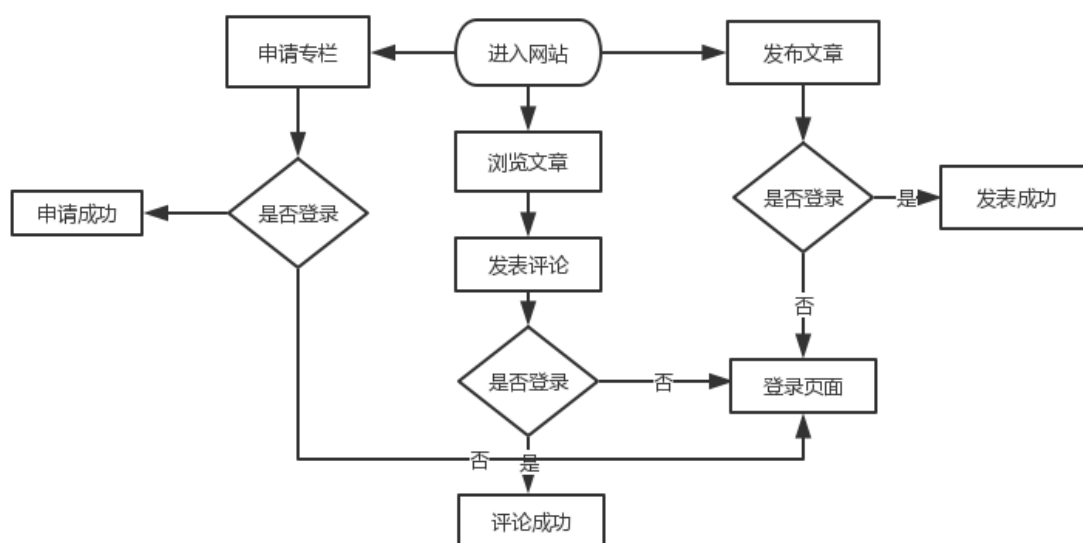 申请专栏
进入网站
发布文章
浏览文章
是否登录
是否登录
申请成功
是
发表成功
发表评论
否
是否登录
否
登录页面
否
是
评论成功